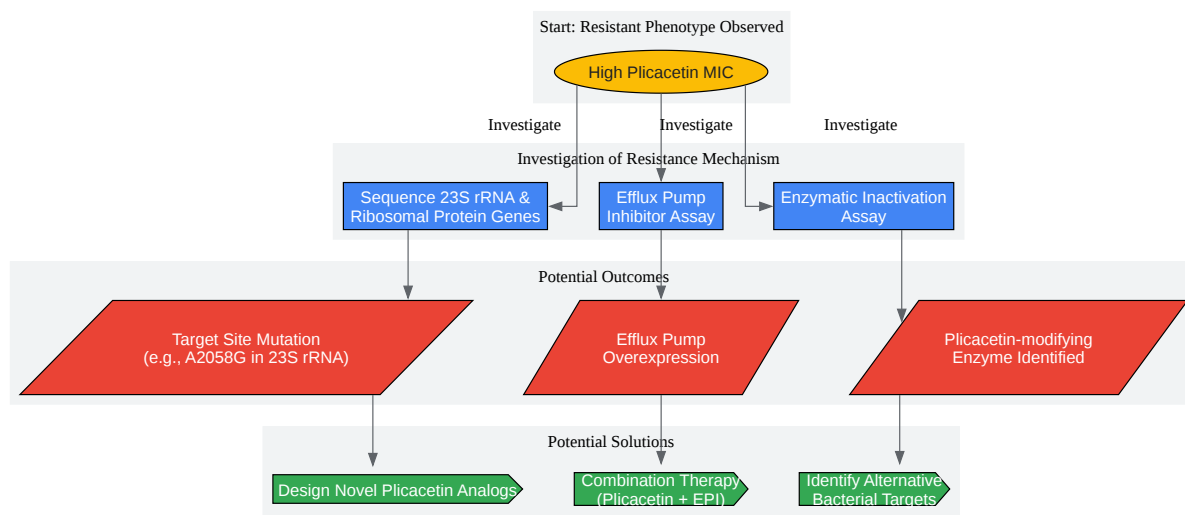 Start: Resistant Phenotype Observed
High Plicacetin MIC
Investigate
Investigate
Investigate
Investigation of Resistance Mechanism
Sequence 23S rRNA &
Ribosomal Protein Genes
Efflux Pump
Inhibitor Assay
Enzymatic Inactivation
Assay
Potential Outcomes
Target Site Mutation
(e.g., A2058G in 23S rRNA)
Efflux Pump
Overexpression
Plicacetin-modifying
Enzyme Identified
Potential Solutions
Design Novel Plicacetin Analogs
Combination Therapy
(Plicacetin + EPI)
Identify Alternative
Bacterial Targets